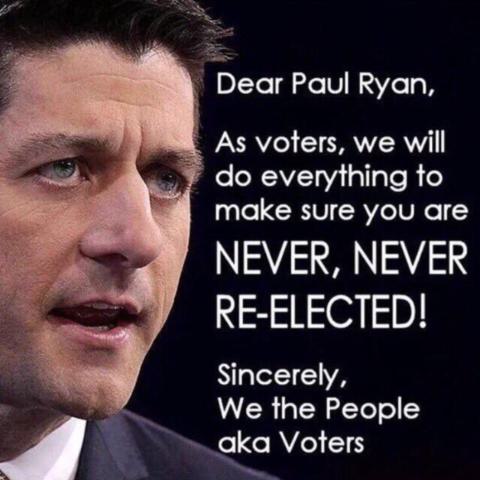 Dear Paul Ryan,
As voters, we will
do everything to
make sure you are
NEVER, NEVER
RE-ELECTED!
Sincerely,
We the People
aka Voters